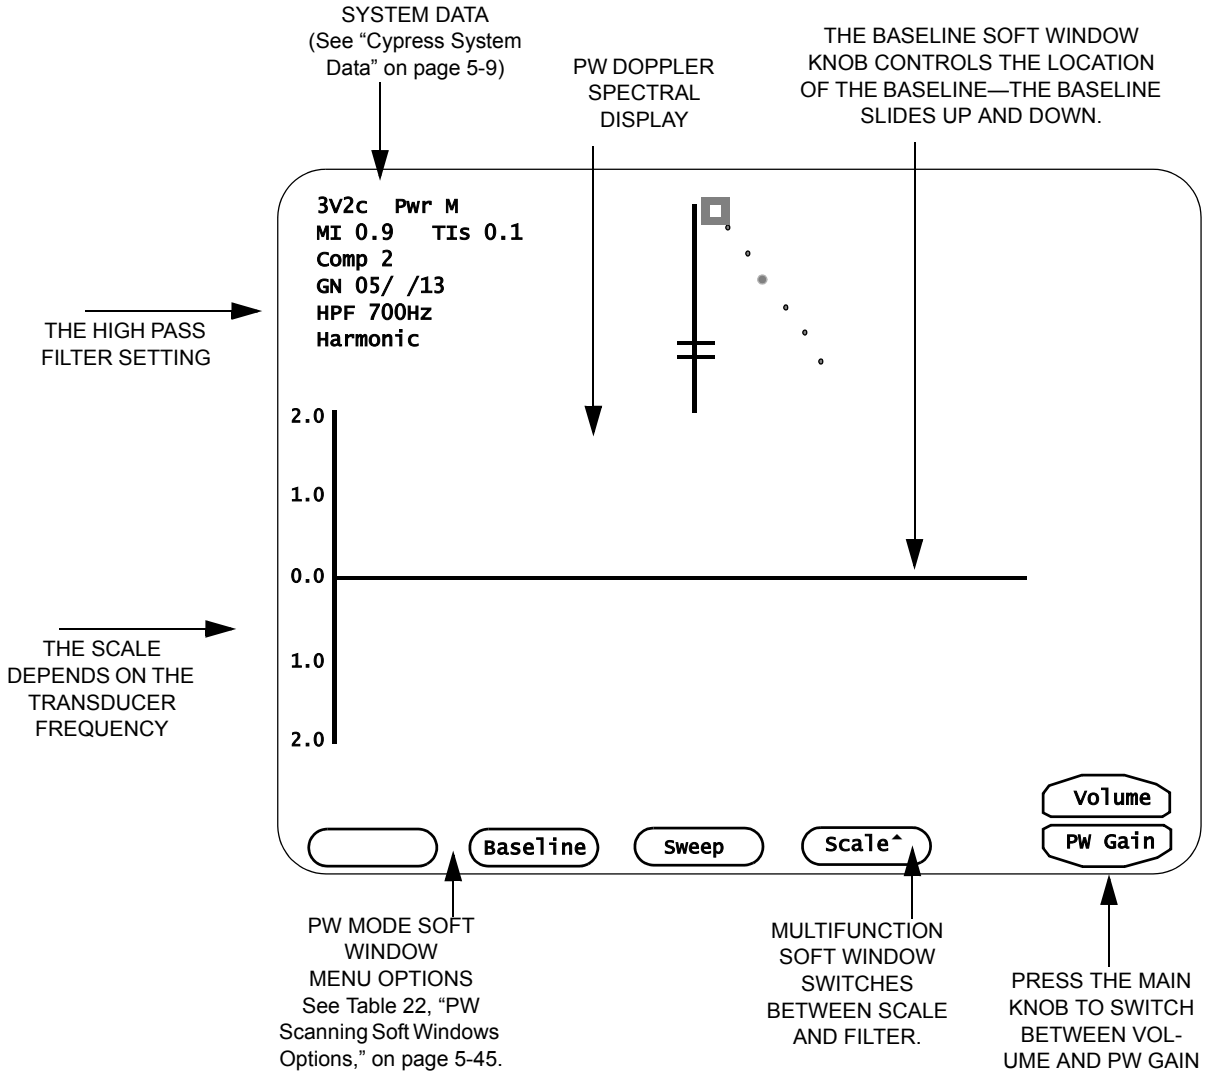 SYSTEM DATA
(See “Cypress System
Data” on page 5-9)
PW DOPPLER
SPECTRAL
DISPLAY
THE BASELINE SOFT WINDOW
KNOB CONTROLS THE LOCATION
OF THE BASELINE—THE BASELINE
SLIDES UP AND DOWN.
3V2c Pwr M
MI 0.9 TIs 0.1
Comp 2
GN 05/ /13
HPF 700Hz
Harmonic
THE HIGH PASS
FILTER SETTING
2.0
1.0
0.0
1.0
2.0
THE SCALE
DEPENDS ON THE
TRANSDUCER
FREQUENCY
Volume
PW Gain
Baseline
Sweep
Scale^
PW MODE SOFT
WINDOW
MENU OPTIONS
See Table 22, “PW
Scanning Soft Windows
Options,” on page 5-45.
MULTIFUNCTION
SOFT WINDOW
SWITCHES
BETWEEN SCALE
AND FILTER.
PRESS THE MAIN
KNOB TO SWITCH
BETWEEN VOL-
UME AND PW GAIN